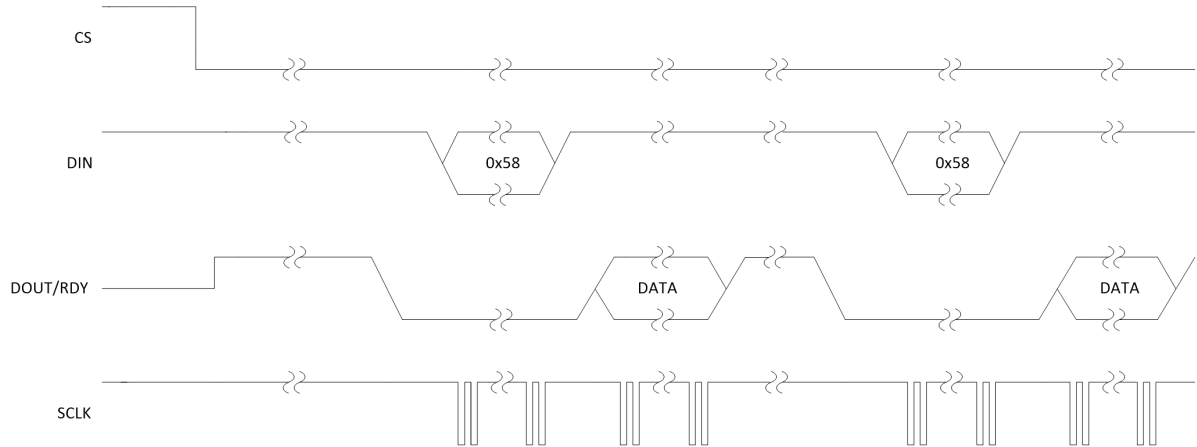 CS
DIN
0x58
0x58
DOUT/RDY
DATA
DATA
SCLK